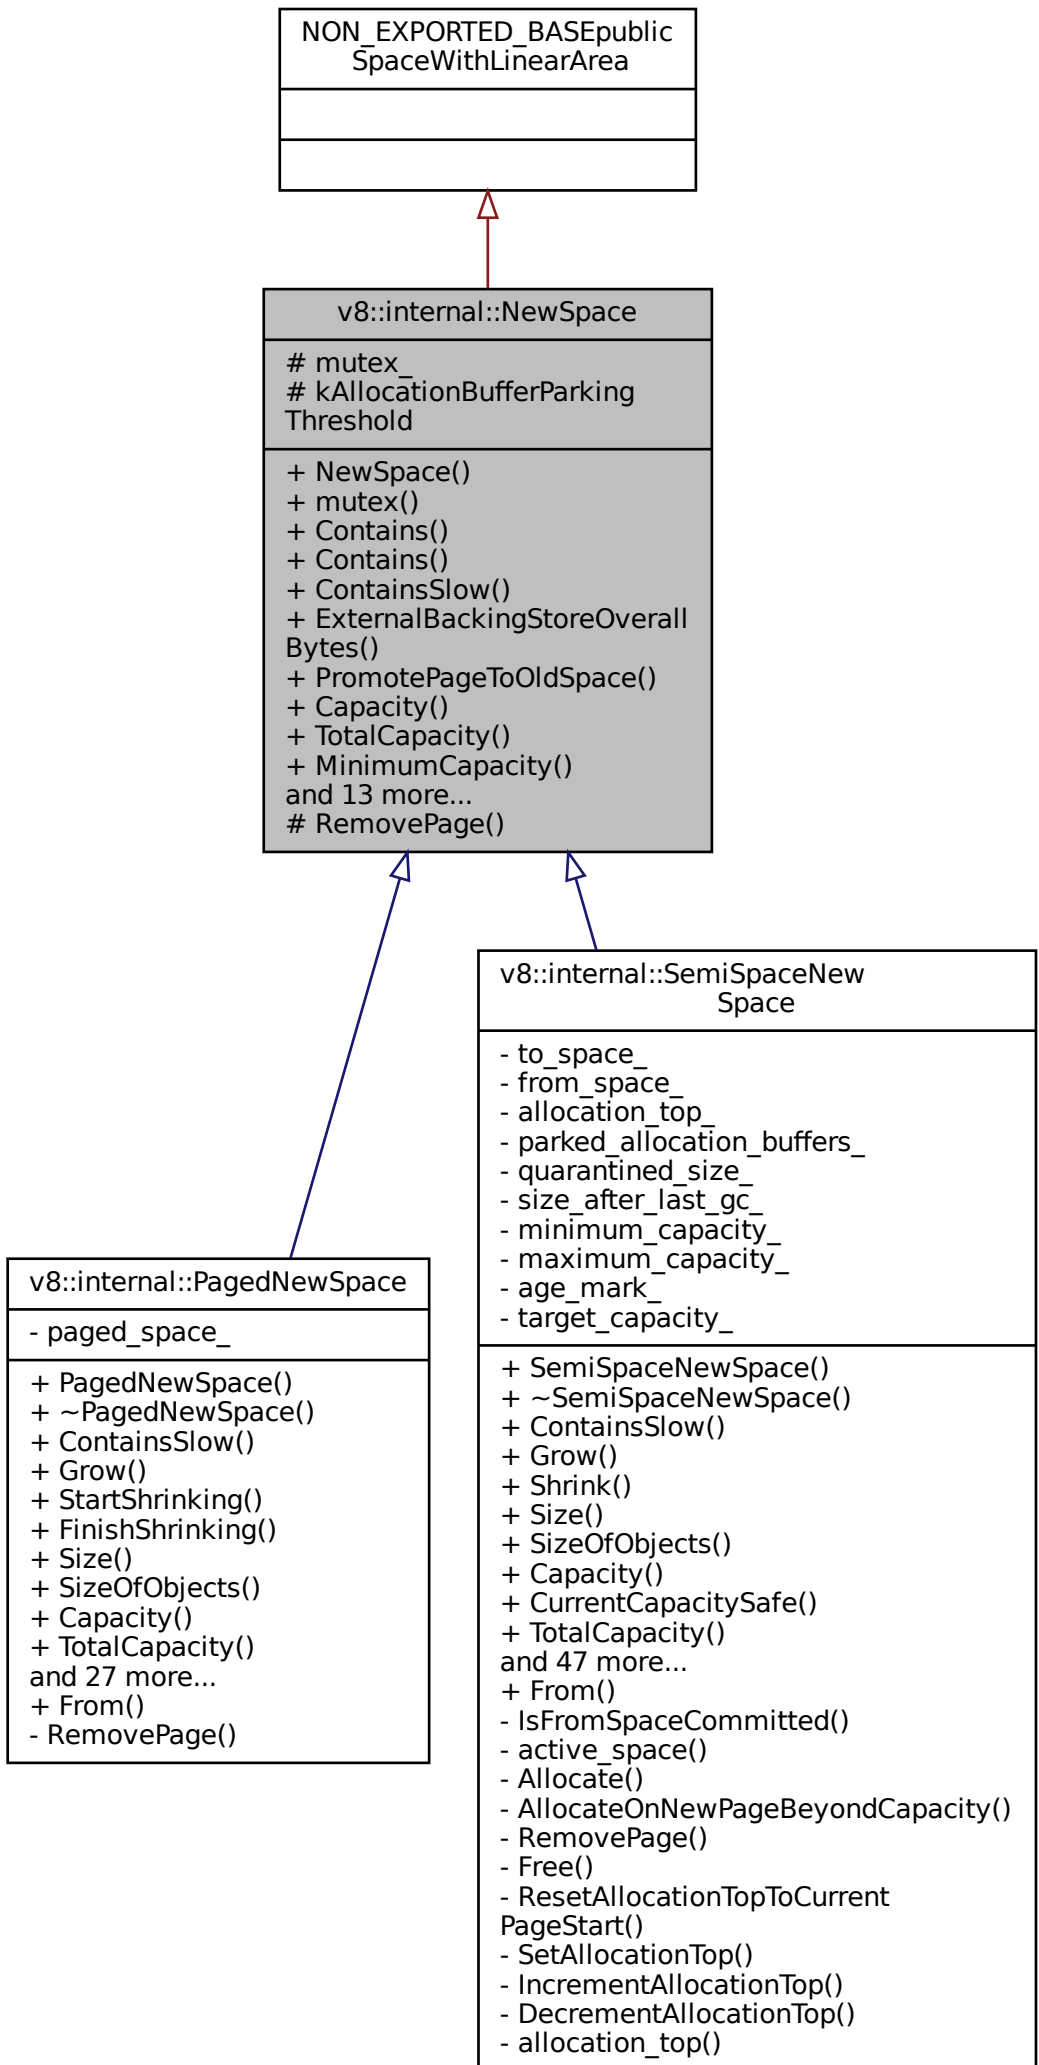 NON_EXPORTED_BASEpublic
SpaceWithLinearArea
v8::internal::NewSpace
# mutex_
# kAllocationBufferParking
Threshold
+ NewSpace()
+ mutex()
+ Contains()
+ Contains()
+ ContainsSlow()
+ ExternalBackingStoreOverall
Bytes()
+ PromotePageToOldSpace()
+ Capacity()
+ TotalCapacity()
+ MinimumCapacity()
and 13 more...
# RemovePage()
v8::internal::PagedNewSpace
- paged_space_
+ PagedNewSpace()
+ ~PagedNewSpace()
+ ContainsSlow()
+ Grow()
+ StartShrinking()
+ FinishShrinking()
+ Size()
+ SizeOfObjects()
+ Capacity()
+ TotalCapacity()
and 27 more...
+ From()
- RemovePage()
v8::internal::SemiSpaceNew
Space
- to_space_
- from_space_
- allocation_top_
- parked_allocation_buffers_
- quarantined_size_
- size_after_last_gc_
- minimum_capacity_
- maximum_capacity_
- age_mark_
- target_capacity_
+ SemiSpaceNewSpace()
+ ~SemiSpaceNewSpace()
+ ContainsSlow()
+ Grow()
+ Shrink()
+ Size()
+ SizeOfObjects()
+ Capacity()
+ CurrentCapacitySafe()
+ TotalCapacity()
and 47 more...
+ From()
- IsFromSpaceCommitted()
- active_space()
- Allocate()
- AllocateOnNewPageBeyondCapacity()
- RemovePage()
- Free()
- ResetAllocationTopToCurrent
PageStart()
- SetAllocationTop()
- IncrementAllocationTop()
- DecrementAllocationTop()
- allocation_top()